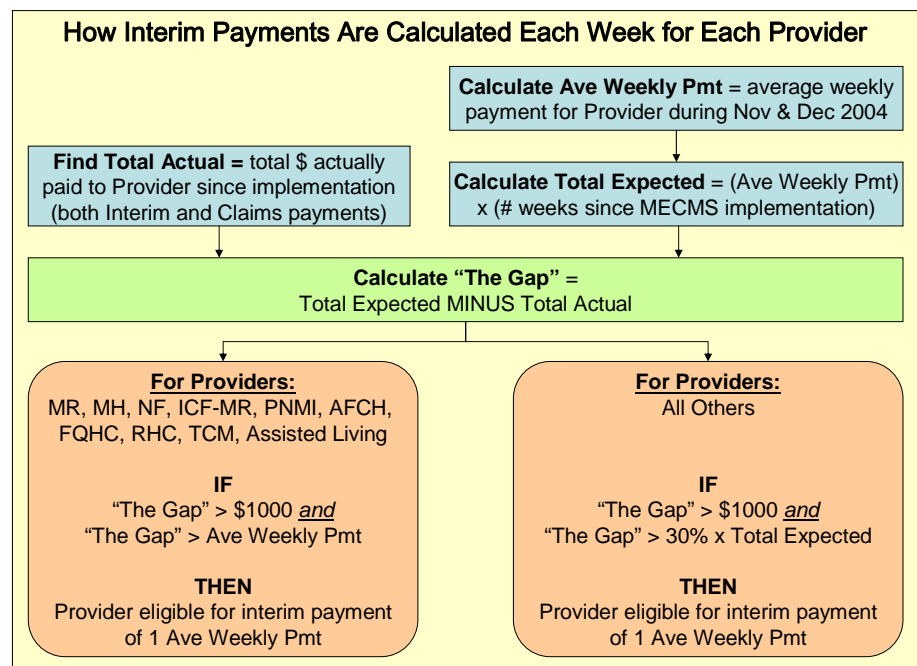 How Interim Payments Are Calculated Each Week for Each Provider
Calculate Ave Weekly Pmt = average weekly
payment for Provider during Nov & Dec 2004
Find Total Actual = total $ actually
paid to Provider since implementation
(both Interim and Claims payments)
Calculate Total Expected = (Ave Weekly Pmt)
x (# weeks since MECMS implementation)
Calculate “The Gap” =
Total Expected MINUS Total Actual
For Providers:
MR, MH, NF, ICF-MR, PNMI, AFCH,
FQHC, RHC, TCM, Assisted Living
IF
“The Gap” > $1000 and
“The Gap” > Ave Weekly Pmt
THEN
Provider eligible for interim payment
of 1 Ave Weekly Pmt
For Providers:
All Others
IF
“The Gap” > $1000 and
“The Gap” > 30% x Total Expected
THEN
Provider eligible for interim payment
of 1 Ave Weekly Pmt